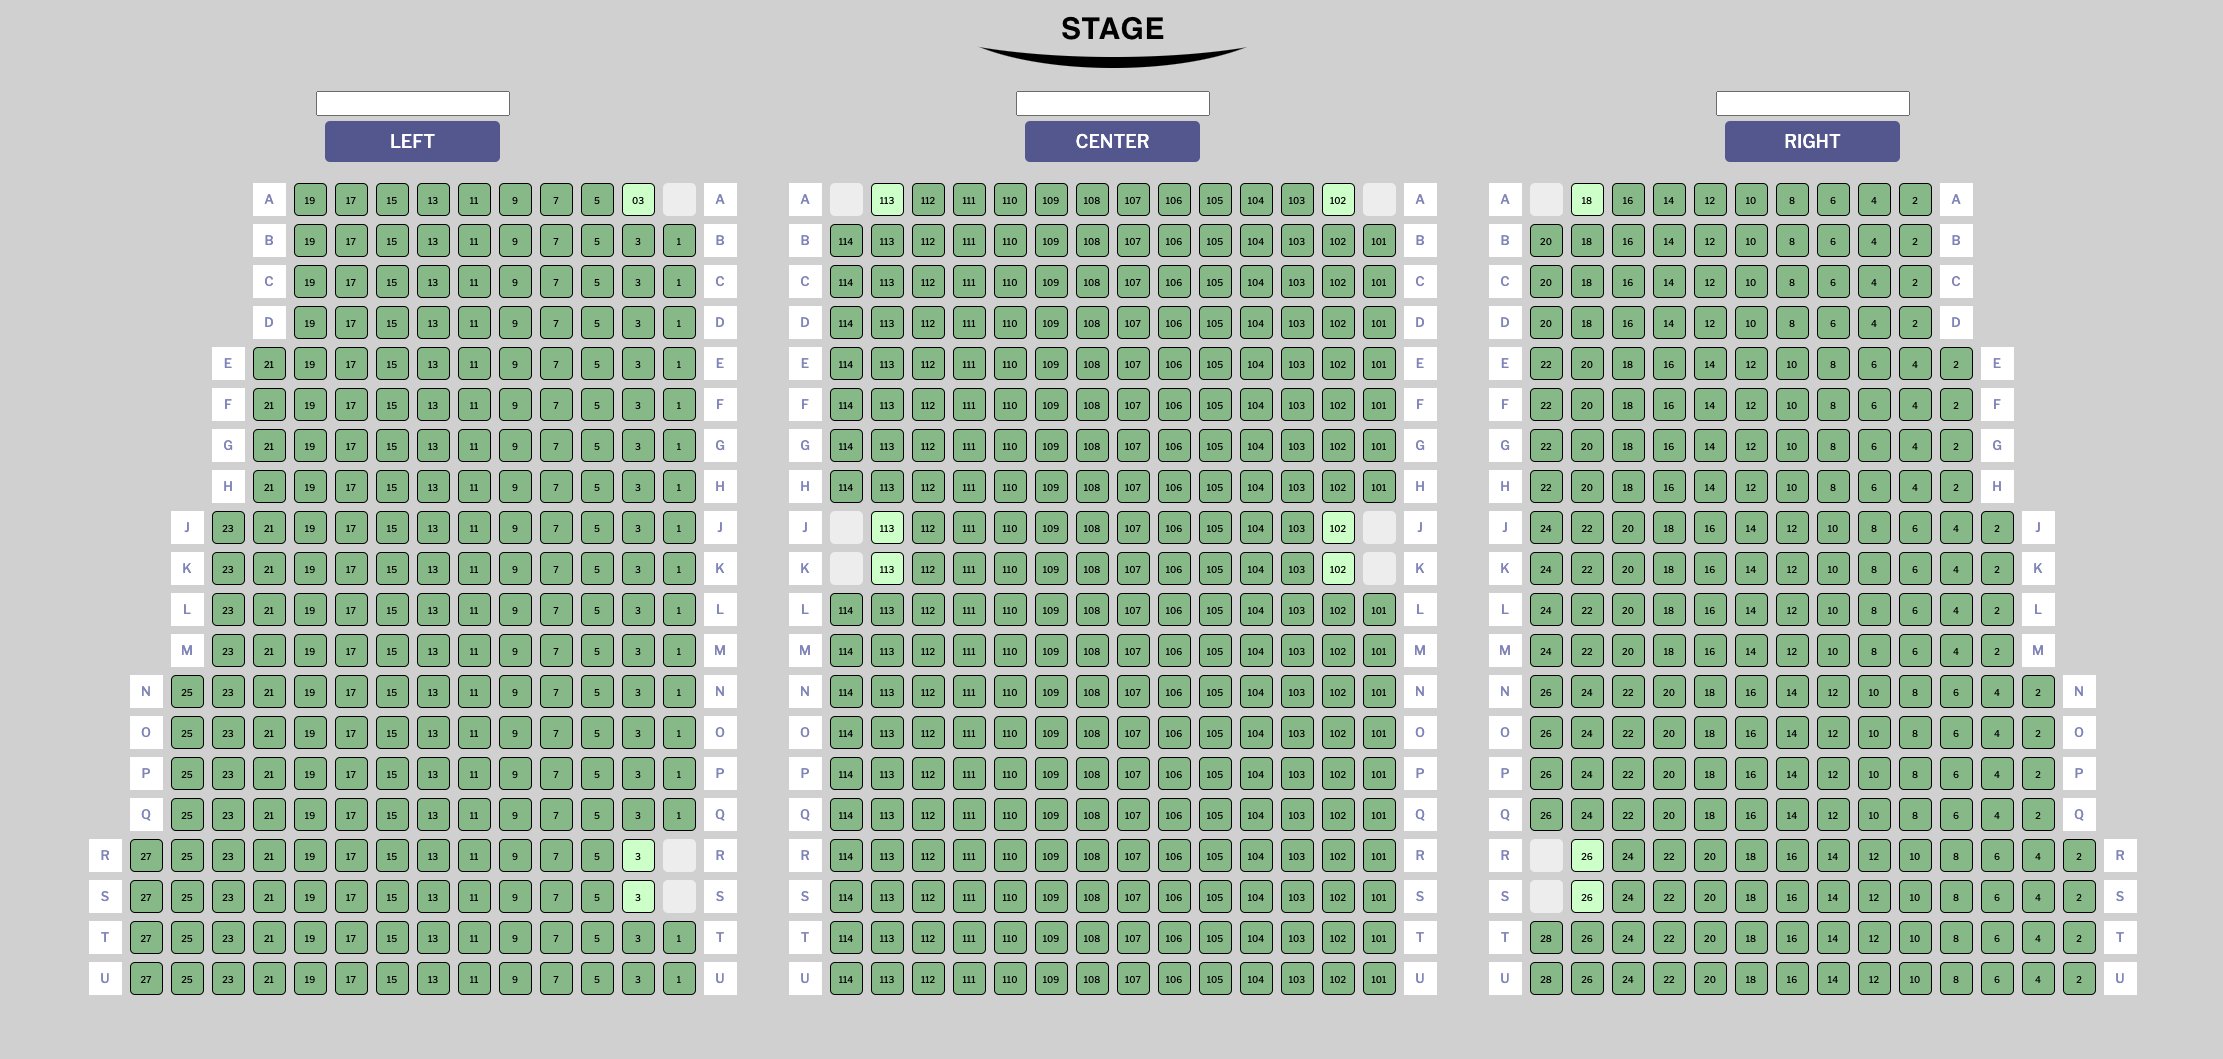 STAGE
LEFT CENTER RIGHT
A 19 17 15 13 11 9 7 5 03 A A 113 112 111 110 109 108 107 106 105 104 103 102 A A 18 16 14 12 10 8 6 4 2 A
B 19 17 15 13 11 9 7 5 3 1 B B 114 113 112 111 110 109 108 107 106 105 104 103 102 101 B B 20 18 16 14 12 10 8 6 4 2 B
C 19 17 15 13 11 9 7 5 3 1 C C 114 113 112 111 110 109 108 107 106 105 104 103 102 101 C C 20 18 16 14 12 10 8 6 4 2 C
D 19 17 15 13 11 9 7 5 3 1 D D 114 113 112 111 110 109 108 107 106 105 104 103 102 101 D D 20 18 16 14 12 10 8 6 4 2 D
E 21 19 17 15 13 11 9 7 5 3 1 E E 114 113 112 111 110 109 108 107 106 105 104 103 102 101 E E 22 20 18 16 14 12 10 8 6 4 2 E
F 21 19 17 15 13 11 9 7 5 3 1 F F 114 113 112 111 110 109 108 107 106 105 104 103 102 101 F F 22 20 18 16 14 12 10 8 6 4 2 F
G 21 19 17 15 13 11 9 7 5 3 1 G G 114 113 112 111 110 109 108 107 106 105 104 103 102 101 G G 22 20 18 16 14 12 10 8 6 4 2 G
H 21 19 17 15 13 11 9 7 5 3 1 H H 114 113 112 111 110 109 108 107 106 105 104 103 102 101 H H 22 20 18 16 14 12 10 8 6 4 2 H
J 23 21 19 17 15 13 11 9 7 5 3 1 J J 113 112 111 110 109 108 107 106 105 104 103 102 J J 24 22 20 18 16 14 12 10 8 6 4 2 J
K 23 21 19 17 15 13 11 9 7 5 3 1 K K 113 112 111 110 109 108 107 106 105 104 103 102 K K 24 22 20 18 16 14 12 10 8 6 4 2 K
L 23 21 19 17 15 13 11 9 7 5 3 1 L L 114 113 112 111 110 109 108 107 106 105 104 103 102 101 L L 24 22 20 18 16 14 12 10 8 6 4 2 L
M 23 21 19 17 15 13 11 9 7 5 3 1 M M 114 113 112 111 110 109 108 107 106 105 104 103 102 101 M M 24 22 20 18 16 14 12 10 8 6 4 2 M
N 25 23 21 19 17 15 13 11 9 7 5 3 1 N N 114 113 112 111 110 109 108 107 106 105 104 103 102 101 N N 26 24 22 20 18 16 14 12 10 8 6 4 2 N
O 25 23 21 19 17 15 13 11 9 7 5 3 1 O O 114 113 112 111 110 109 108 107 106 105 104 103 102 101 O O 26 24 22 20 18 16 14 12 10 8 6 4 2 O
P 25 23 21 19 17 15 13 11 9 7 5 3 1 P P 114 113 112 111 110 109 108 107 106 105 104 103 102 101 P P 26 24 22 20 18 16 14 12 10 8 6 4 2 P
Q 25 23 21 19 17 15 13 11 9 7 5 3 1 Q Q 114 113 112 111 110 109 108 107 106 105 104 103 102 101 Q Q 26 24 22 20 18 16 14 12 10 8 6 4 2 Q
R 27 25 23 21 19 17 15 13 11 9 7 5 3 R R 114 113 112 111 110 109 108 107 106 105 104 103 102 101 R R 26 24 22 20 18 16 14 12 10 8 6 4 2 R
S 27 25 23 21 19 17 15 13 11 9 7 5 3 S S 114 113 112 111 110 109 108 107 106 105 104 103 102 101 S S 26 24 22 20 18 16 14 12 10 8 6 4 2 S
T 27 25 23 21 19 17 15 13 11 9 7 5 3 1 T T 114 113 112 111 110 109 108 107 106 105 104 103 102 101 T T 28 26 24 22 20 18 16 14 12 10 8 6 4 2 T
U 27 25 23 21 19 17 15 13 11 9 7 5 3 1 U U 114 113 112 111 110 109 108 107 106 105 104 103 102 101 U U 28 26 24 22 20 18 16 14 12 10 8 6 4 2 U